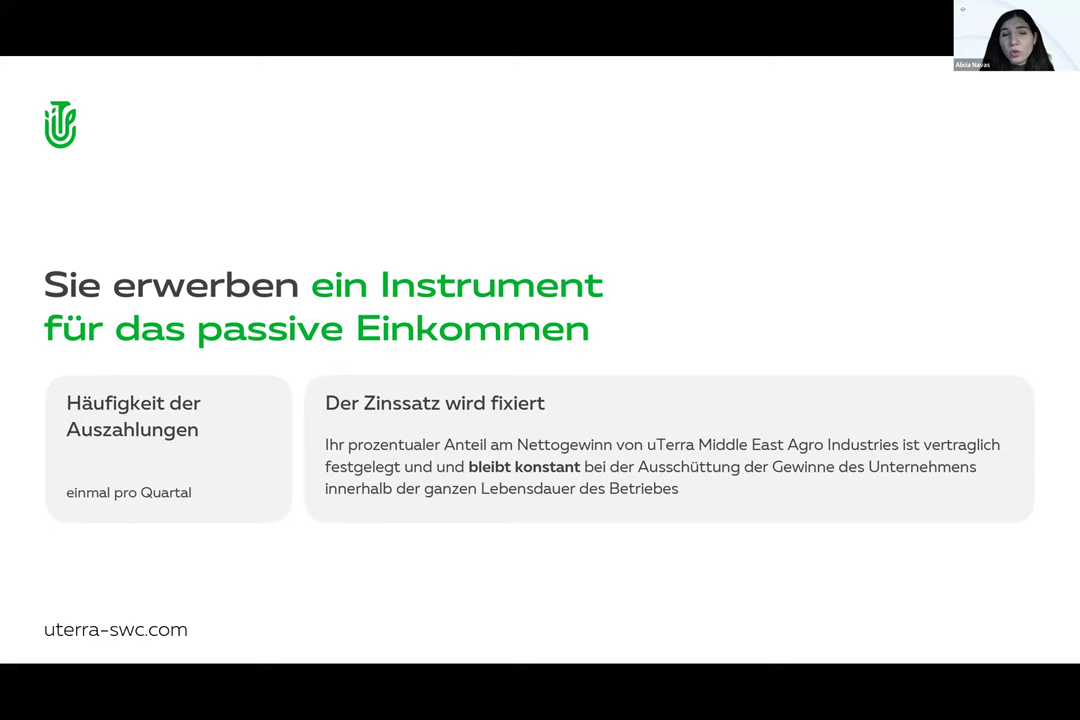 Alicia Navas
Sie erwerben ein Instrument
für das passive Einkommen
Häufigkeit der
Auszahlungen
einmal pro Quartal
Der Zinssatz wird fixiert
Ihr prozentualer Anteil am Nettogewinn von uTerra Middle East Agro Industries ist vertraglich
festgelegt und und bleibt konstant bei der Ausschüttung der Gewinne des Unternehmens
innerhalb der ganzen Lebensdauer des Betriebes
uterra-swc.com